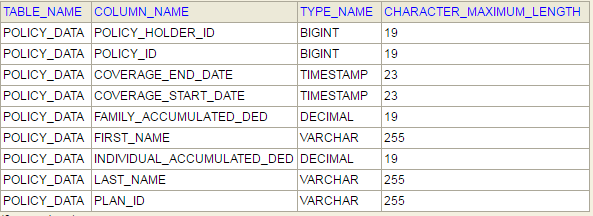 TABLE_NAME COLUMN_NAME TYPE_NAME CHARACTER_MAXIMUM_LENGTH
POLICY_DATA POLICY_HOLDER_ID BIGINT 19
POLICY_DATA POLICY_ID BIGINT 19
POLICY_DATA COVERAGE_END_DATE TIMESTAMP 23
POLICY_DATA COVERAGE_START_DATE TIMESTAMP 23
POLICY_DATA FAMILY_ACCUMULATED_DED DECIMAL 19
POLICY_DATA FIRST_NAME VARCHAR 255
POLICY_DATA INDIVIDUAL_ACCUMULATED_DED DECIMAL 19
POLICY_DATA LAST_NAME VARCHAR 255
POLICY_DATA PLAN_ID VARCHAR 255